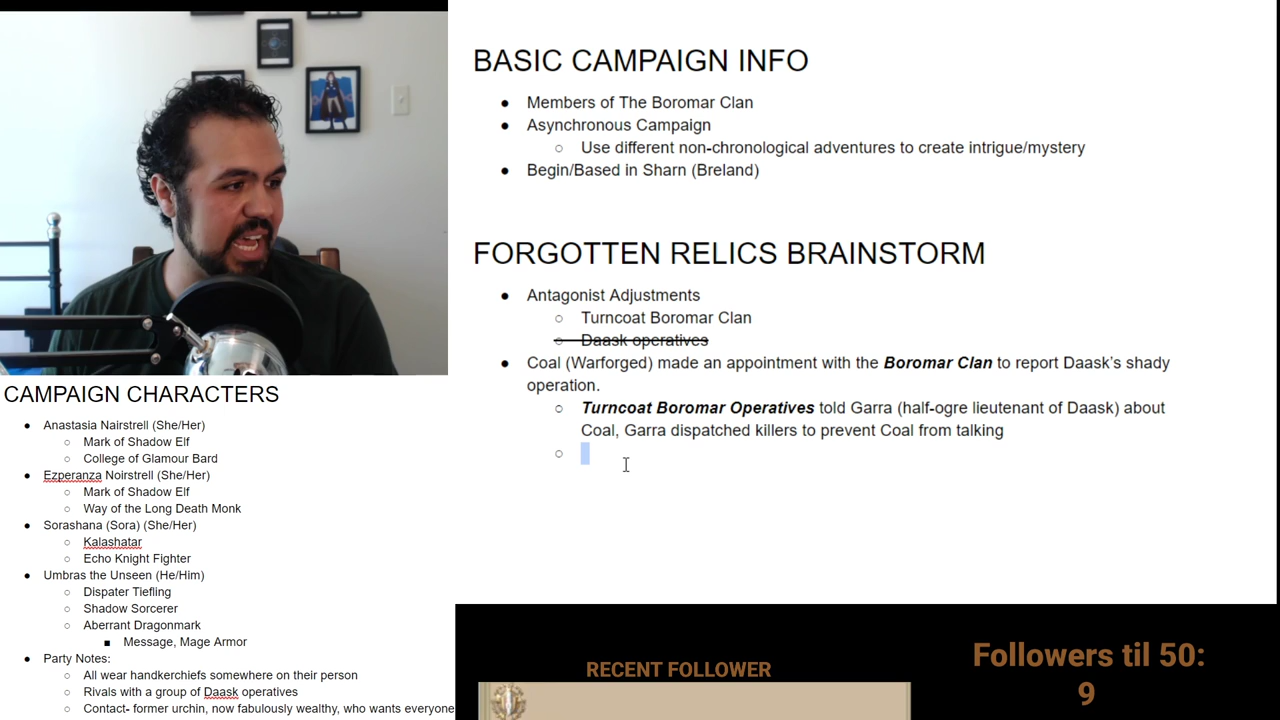 BASIC CAMPAIGN INFO
● Members of The Boromar Clan
● Asynchronous Campaign
○ Use different non-chronological adventures to create intrigue/mystery
● Begin/Based in Sharn (Breland)
FORGOTTEN RELICS BRAINSTORM
● Antagonist Adjustments
○ Turncoat Boromar Clan
○ Daask operatives
● Coal (Warforged) made an appointment with the Boromar Clan to report Daask's shady
operation.
○ Turncoat Boromar Operatives told Garra (half-ogre lieutenant of Daask) about
Coal, Garra dispatched killers to prevent Coal from talking
○
CAMPAIGN CHARACTERS
● Anastasia Nairstrell (She/Her)
○ Mark of Shadow Elf
○ College of Glamour Bard
● Ezperanza Noirstrell (She/Her)
○ Mark of Shadow Elf
○ Way of the Long Death Monk
● Sorashana (Sora) (She/Her)
○ Kalashatar
○ Echo Knight Fighter
● Umbras the Unseen (He/Him)
○ Dispater Tiefling
○ Shadow Sorcerer
○ Aberrant Dragonmark
■ Message, Mage Armor
● Party Notes:
○ All wear handkerchiefs somewhere on their person
○ Rivals with a group of Daask operatives
○ Contact- former urchin, now fabulously wealthy, who wants everyone
RECENT FOLLOWER
Followers til 50:
9